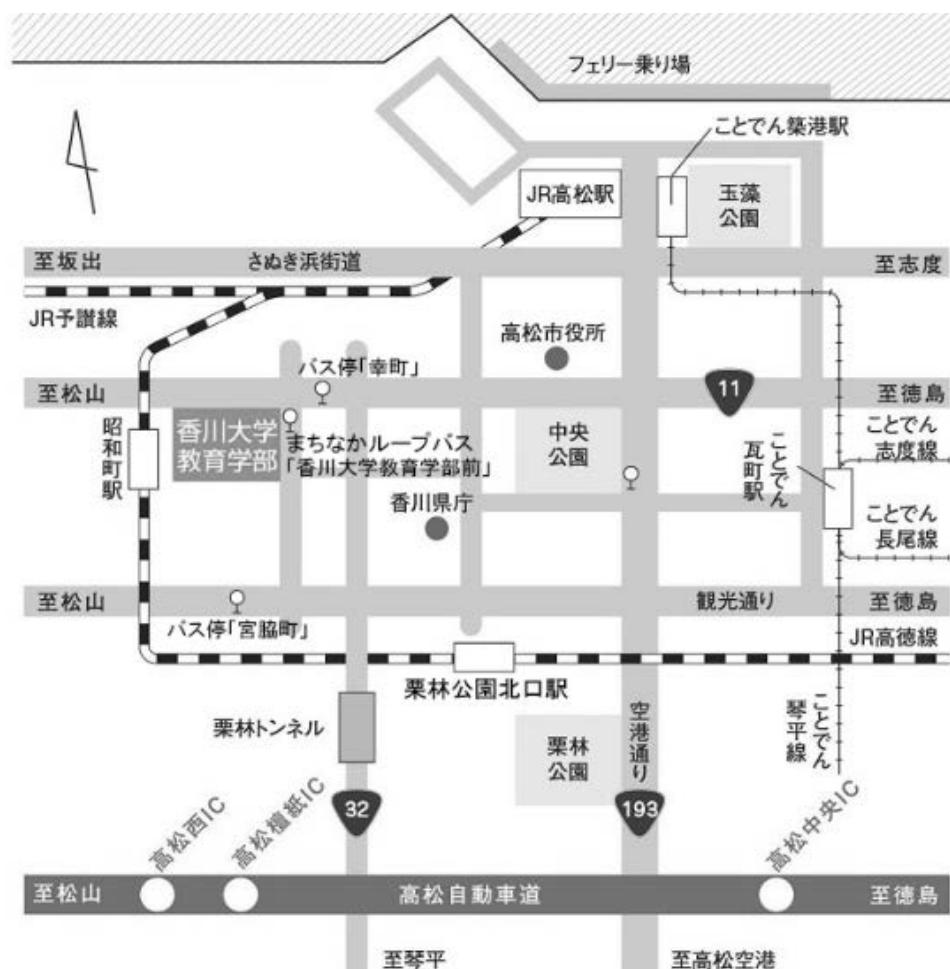 フェリー乗り場
ことでん築港駅
JR高松駅
玉藻
公園
至坂出
さぬき浜街道
至志度
JR予讃線
高松市役所
バス停「幸町」
至松山
11
至徳島
昭和町駅
香川大学
教育学部
まちなかループバス
「香川大学教育学部前」
中央
公園
ことでん
瓦町駅
ことでん
志度線
香川県庁
ことでん
長尾線
至松山
観光通り
至徳島
バス停「宮脇町」
JR高徳線
栗林公園北口駅
栗林トンネル
栗林
公園
空港通り
ことでん
琴平線
32
193
高松西IC
高松檀紙IC
高松中央IC
至松山
高松自動車道
至徳島
至琴平
至高松空港